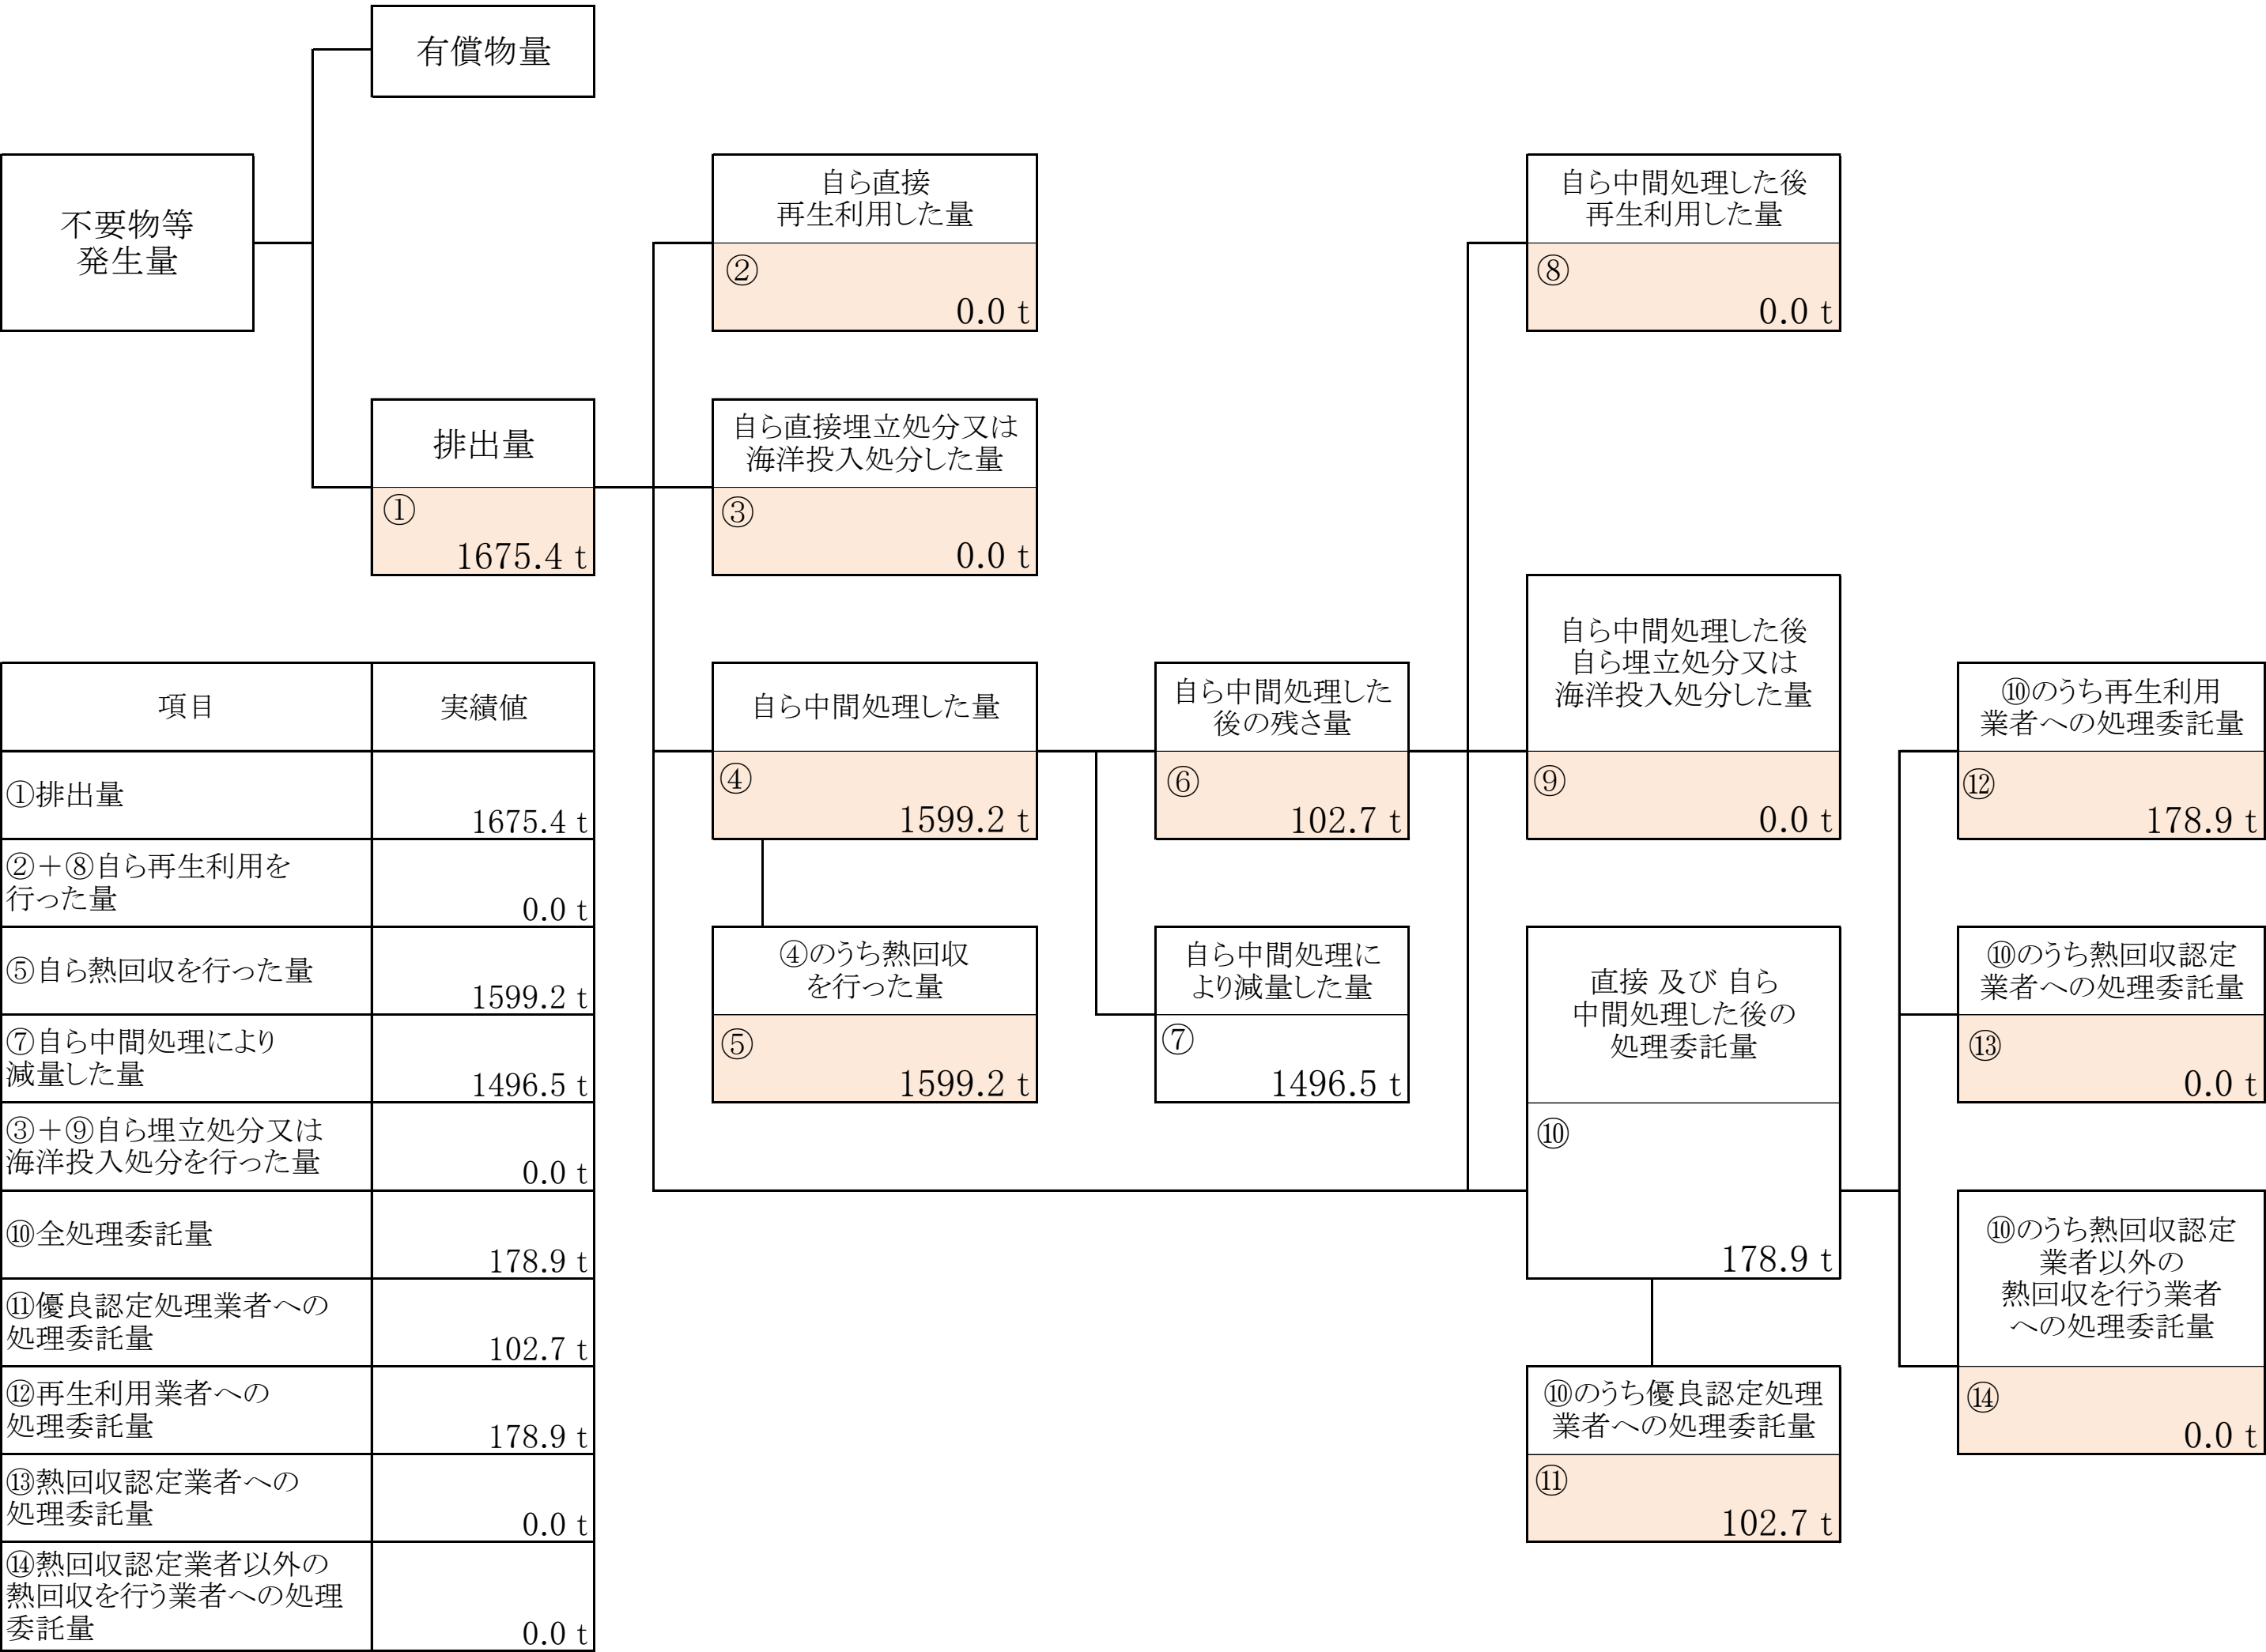 有償物量
不要物等
発生量
自ら直接
再生利用した量
②
0.0 t
自ら中間処理した後
再生利用した量
⑧
0.0 t
排出量
①
1675.4 t
自ら直接埋立処分又は
海洋投入処分した量
③
0.0 t
自ら中間処理した量
④
1599.2 t
自ら中間処理した
後の残さ量
⑥
102.7 t
自ら中間処理した後
自ら埋立処分又は
海洋投入処分した量
⑨
0.0 t
⑩のうち再生利用
業者への処理委託量
⑫
178.9 t
④のうち熱回収
を行った量
⑤
1599.2 t
自ら中間処理に
より減量した量
⑦
1496.5 t
直接 及び 自ら
中間処理した後の
処理委託量
⑩
178.9 t
⑩のうち熱回収認定
業者への処理委託量
⑬
0.0 t
⑩のうち熱回収認定
業者以外の
熱回収を行う業者
への処理委託量
⑭
0.0 t
⑩のうち優良認定処理
業者への処理委託量
⑪
102.7 t
項目
実績値
①排出量
1675.4 t
②＋⑧自ら再生利用を
行った量
0.0 t
⑤自ら熱回収を行った量
1599.2 t
⑦自ら中間処理により
減量した量
1496.5 t
③＋⑨自ら埋立処分又は
海洋投入処分を行った量
0.0 t
⑩全処理委託量
178.9 t
⑪優良認定処理業者への
処理委託量
102.7 t
⑫再生利用業者への
処理委託量
178.9 t
⑬熱回収認定業者への
処理委託量
0.0 t
⑭熱回収認定業者以外の
熱回収を行う業者への処理
委託量
0.0 t